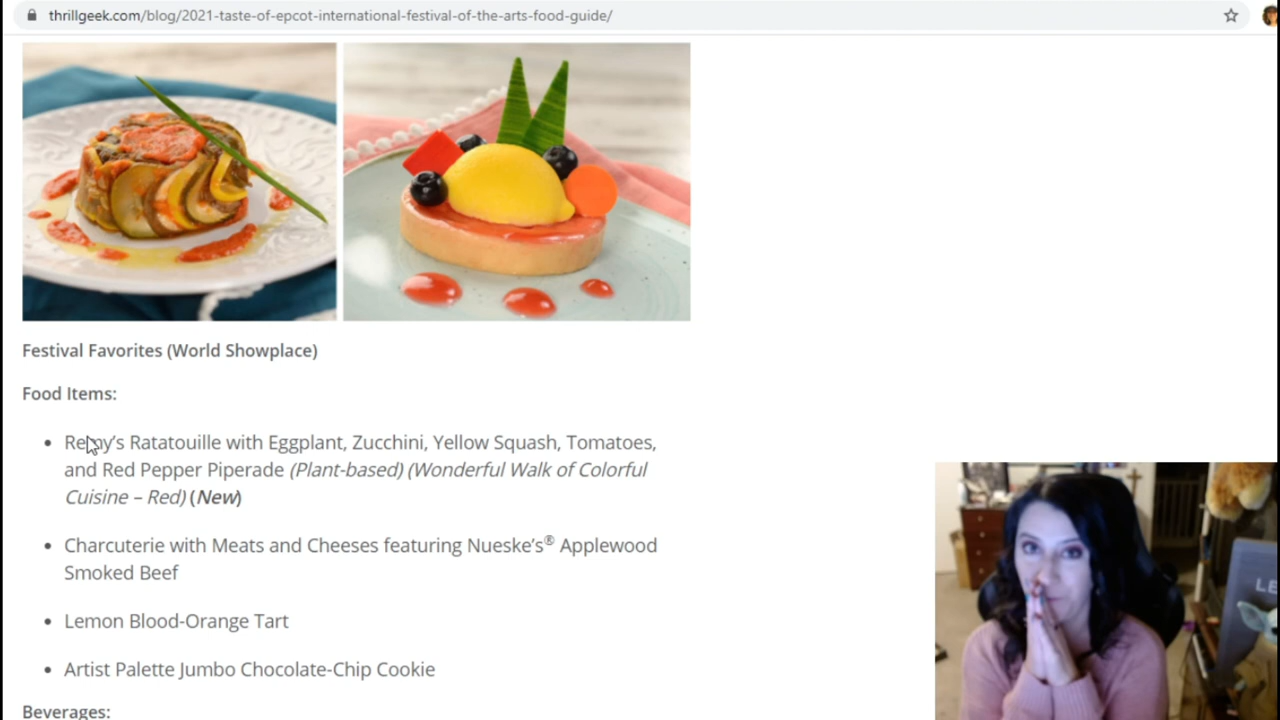 thrillgeek.com/blog/2021-taste-of-epcot-international-festival-of-the-arts-food-guide/
Festival Favorites (World Showplace)
Food Items:
• Remy's Ratatouille with Eggplant, Zucchini, Yellow Squash, Tomatoes,
and Red Pepper Piperade (Plant-based) (Wonderful Walk of Colorful
Cuisine – Red) (New)
• Charcuterie with Meats and Cheeses featuring Nueske's® Applewood
Smoked Beef
• Lemon Blood-Orange Tart
• Artist Palette Jumbo Chocolate-Chip Cookie
Beverages:
LE